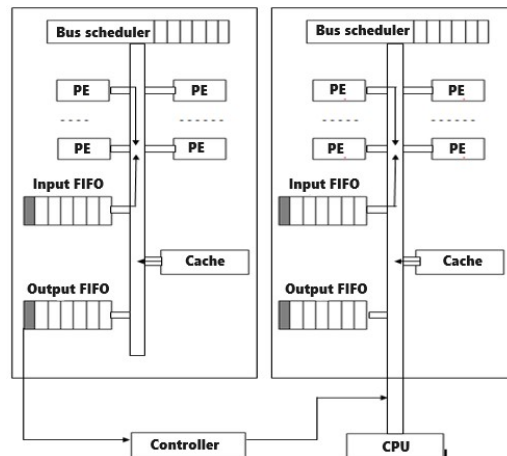 Bus scheduler
PE PE
PE PE
Input FIFO
Cache
Output FIFO
Bus scheduler
PE PE
PE PE
Input FIFO
Cache
Output FIFO
Controller
CPU